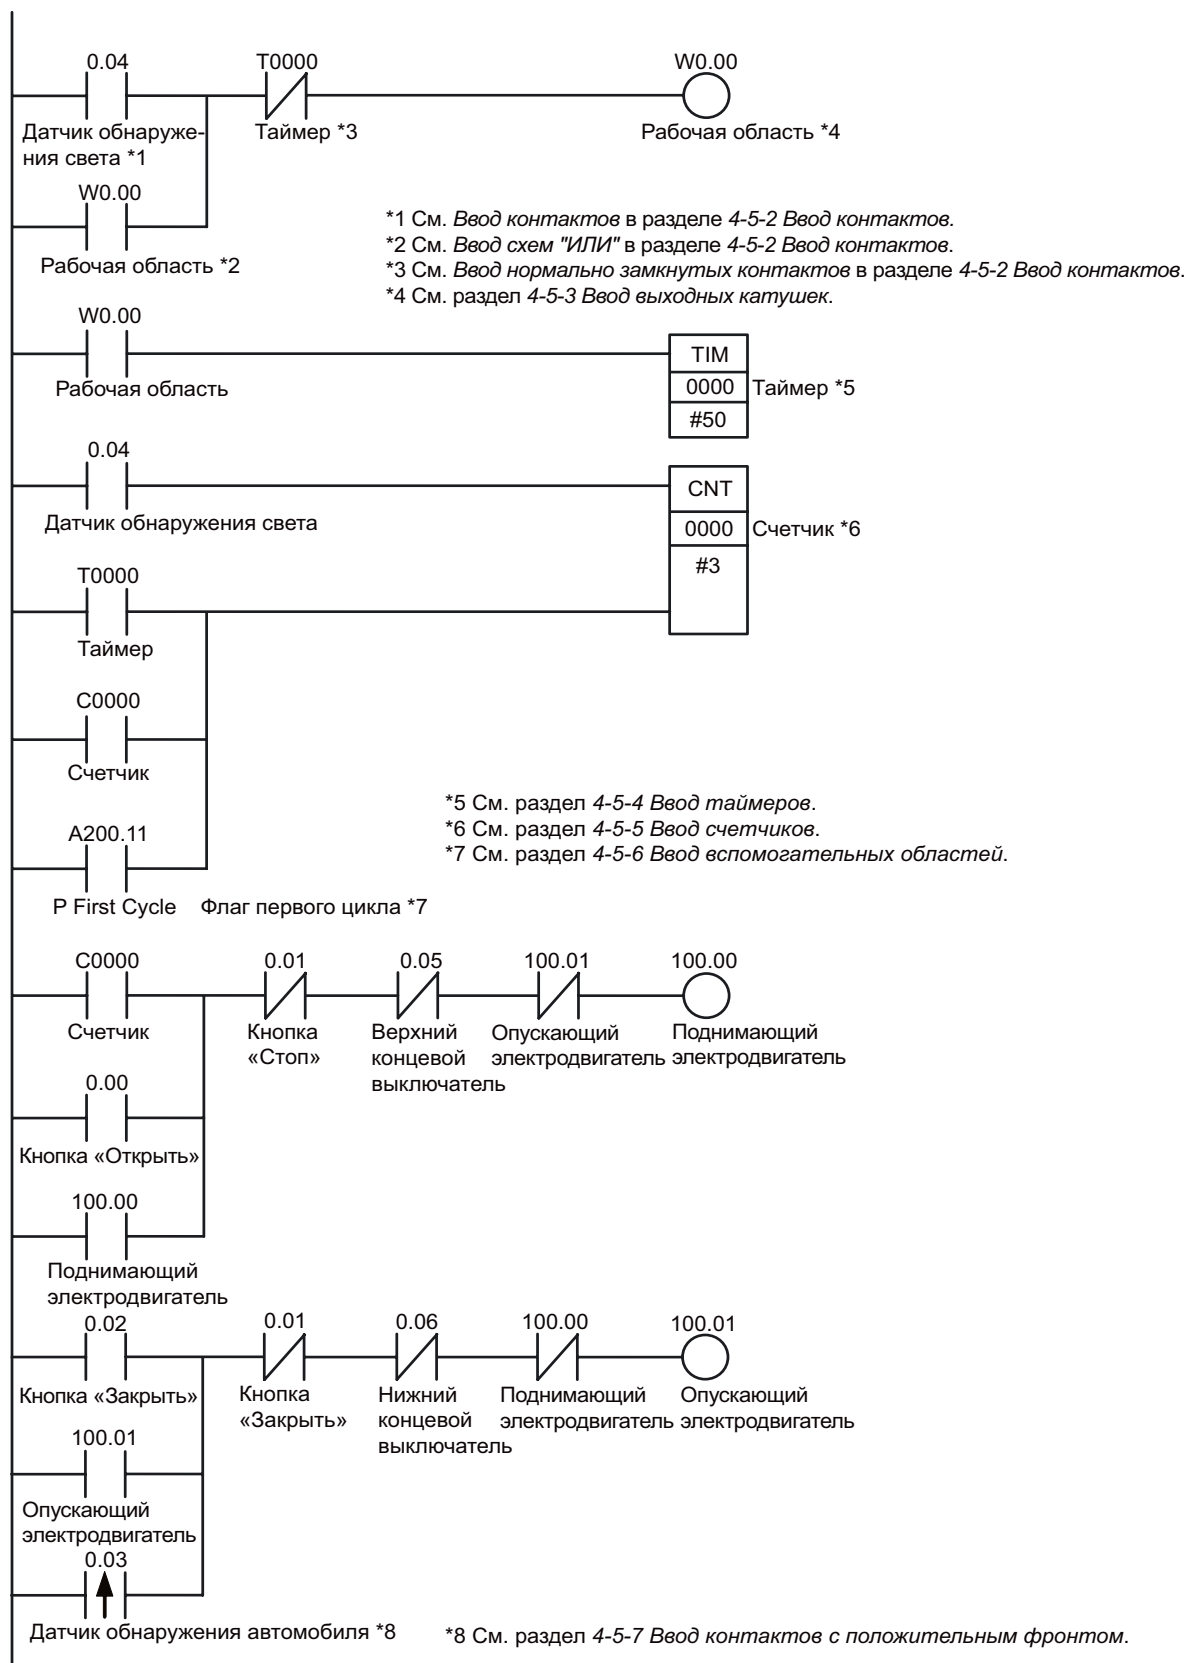 0.04 T0000 W0.00
Датчик обнаруже- Таймер *3 Рабочая область *4
ния света *1
W0.00
Рабочая область *2
*1 См. Ввод контактов в разделе 4-5-2 Ввод контактов.
*2 См. Ввод схем "ИЛИ" в разделе 4-5-2 Ввод контактов.
*3 См. Ввод нормально замкнутых контактов в разделе 4-5-2 Ввод контактов.
*4 См. раздел 4-5-3 Ввод выходных катушек.
W0.00
Рабочая область
TIM
0000 Таймер *5
#50
0.04
Датчик обнаружения света
CNT
0000 Счетчик *6
#3
T0000
Таймер
C0000
Счетчик
*5 См. раздел 4-5-4 Ввод таймеров.
*6 См. раздел 4-5-5 Ввод счетчиков.
*7 См. раздел 4-5-6 Ввод вспомогательных областей.
A200.11
P First Cycle Флаг первого цикла *7
C0000 0.01 0.05 100.01 100.00
Счетчик Кнопка Верхний Опускающий Поднимающий
«Стоп» концевой электродвигатель электродвигатель
выключатель
0.00
Кнопка «Открыть»
100.00
Поднимающий
электродвигатель
0.02 0.01 0.06 100.00 100.01
Кнопка «Закрыть» Кнопка Нижний Поднимающий Опускающий
«Закрыть» концевой электродвигатель электродвигатель
выключатель
100.01
Опускающий
электродвигатель
0.03
Датчик обнаружения автомобиля *8
*8 См. раздел 4-5-7 Ввод контактов с положительным фронтом.